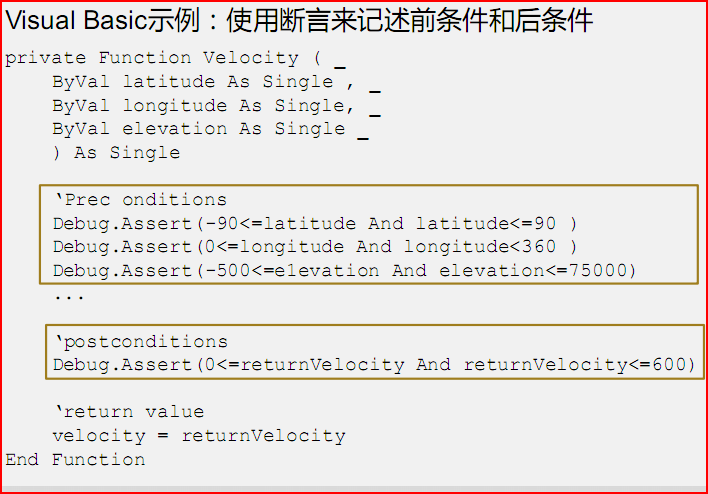 Visual Basic示例：使用断言来记述前条件和后条件
private Function Velocity ( _
ByVal latitude As Single , _
ByVal longitude As Single, _
ByVal elevation As Single _
) As Single
‘Prec onditions
Debug.Assert(-90<=latitude And latitude<=90 )
Debug.Assert(0<=longitude And longitude<360 )
Debug.Assert(-500<=e1evation And elevation<=75000)
...
‘postconditions
Debug.Assert(0<=returnVelocity And returnVelocity<=600)
‘return value
velocity = returnVelocity
End Function